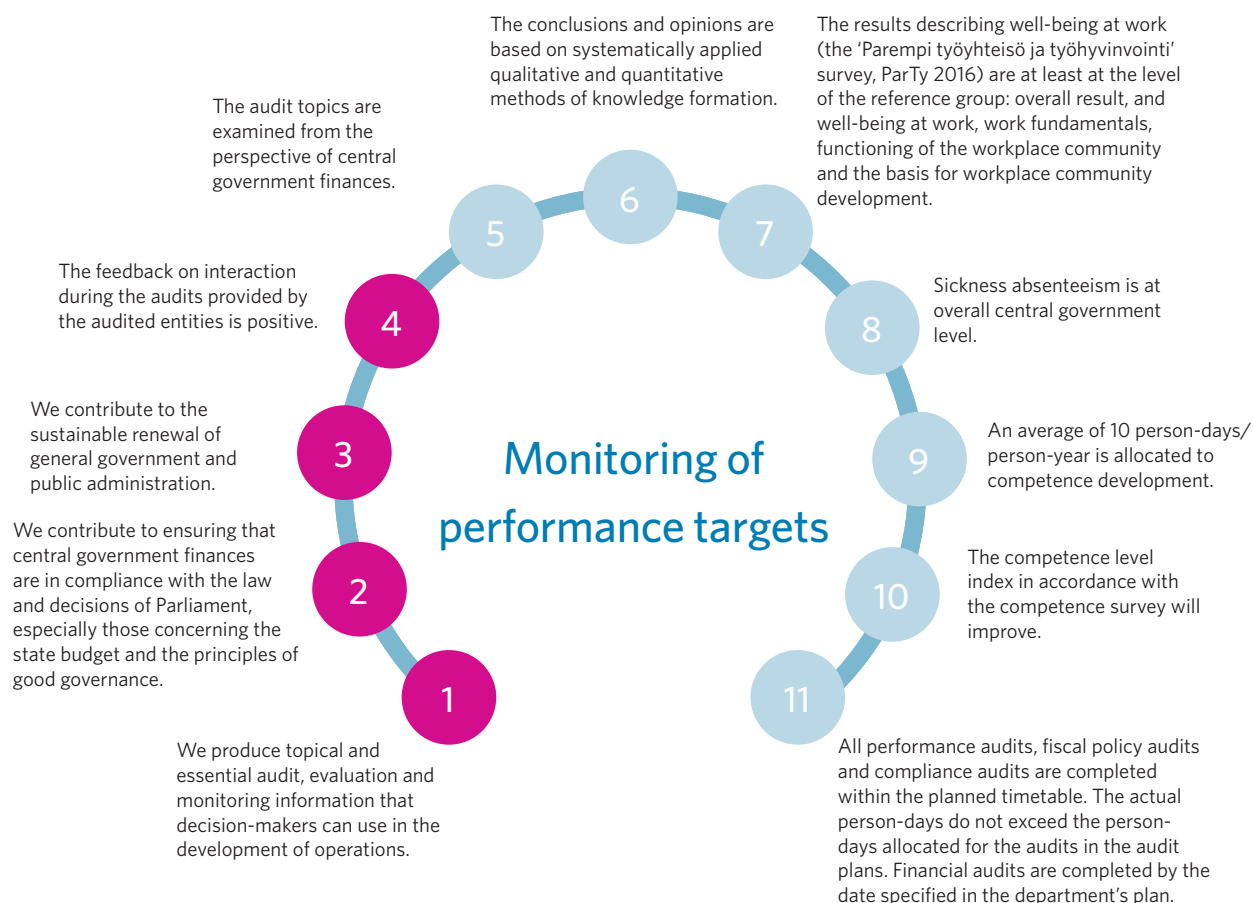 The conclusions and opinions are
based on systematically applied
qualitative and quantitative
methods of knowledge formation.
The results describing well-being at work
(the ‘Parempi työyhteisö ja työhyvinvointi’
survey, ParTy 2016) are at least at the level
of the reference group: overall result, and
well-being at work, work fundamentals,
functioning of the workplace community
and the basis for workplace community
development.
The audit topics are
examined from the
perspective of central
government finances.
6
5
7
The feedback on interaction
during the audits provided by
the audited entities is positive.
4
8
Sickness absenteeism is at
overall central government
level.
We contribute to the
sustainable renewal of
general government and
public administration.
3
Monitoring of
performance targets
9
An average of 10 person-days/
person-year is allocated to
competence development.
We contribute to ensuring that
central government finances
are in compliance with the law
and decisions of Parliament,
especially those concerning the
state budget and the principles of
good governance.
2
10
The competence level
index in accordance with
the competence survey will
improve.
1
11
We produce topical and
essential audit, evaluation and
monitoring information that
decision-makers can use in the
development of operations.
All performance audits, fiscal policy audits
and compliance audits are completed
within the planned timetable. The actual
person-days do not exceed the person-
days allocated for the audits in the audit
plans. Financial audits are completed by the
date specified in the department’s plan.